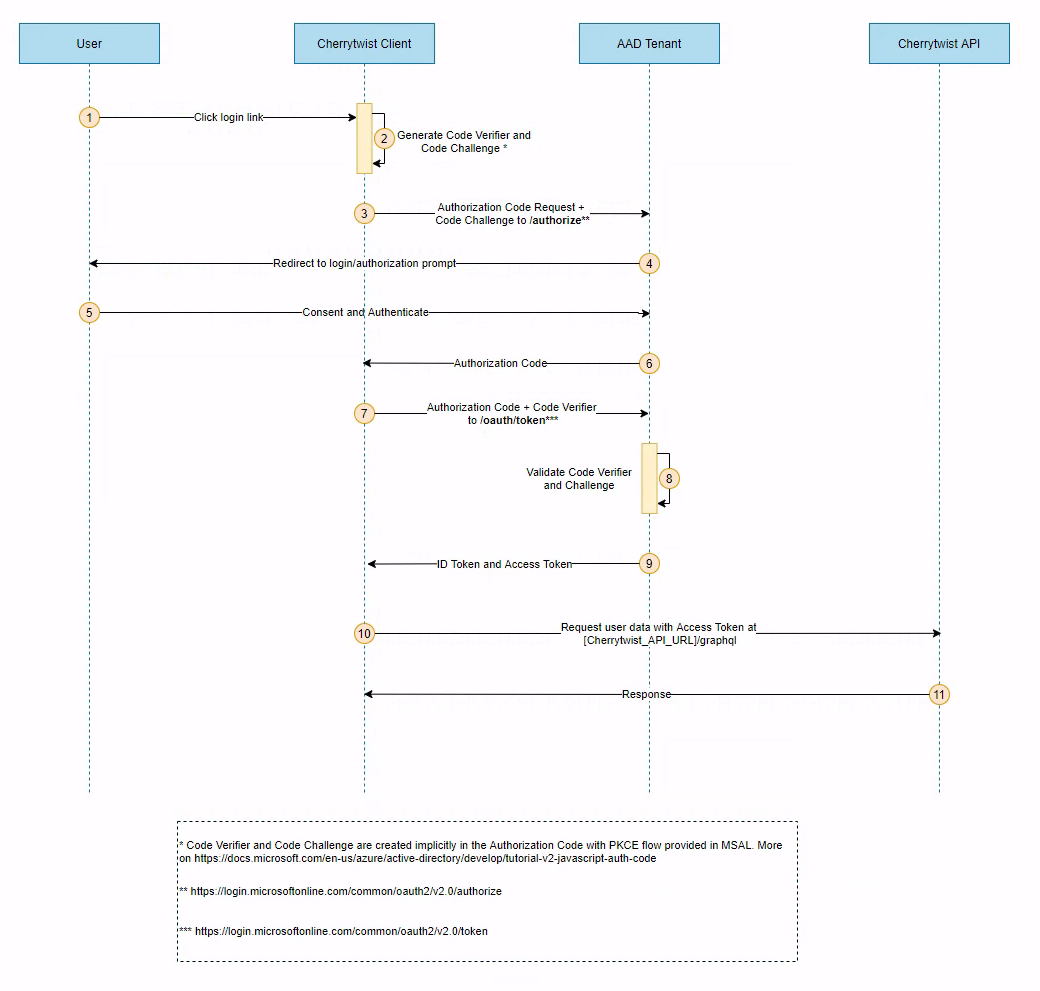 User
Cherrytwist Client
AAD Tenant
Cherrytwist API
1
Click login link
2
Generate Code Verifier and
Code Challenge *
3
Authorization Code Request +
Code Challenge to /authorize**
Redirect to login/authorization prompt
4
5
Consent and Authenticate
Authorization Code
6
7
Authorization Code + Code Verifier
to /oauth/token***
Validate Code Verifier
and Challenge
8
ID Token and Access Token
9
10
Request user data with Access Token at
[Cherrytwist_API_URL]/graphql
Response
11
* Code Verifier and Code Challenge are created implicitly in the Authorization Code with PKCE flow provided in MSAL. More
on https://docs.microsoft.com/en-us/azure/active-directory/develop/tutorial-v2-javascript-auth-code
** https://login.microsoftonline.com/common/oauth2/v2.0/authorize
*** https://login.microsoftonline.com/common/oauth2/v2.0/token